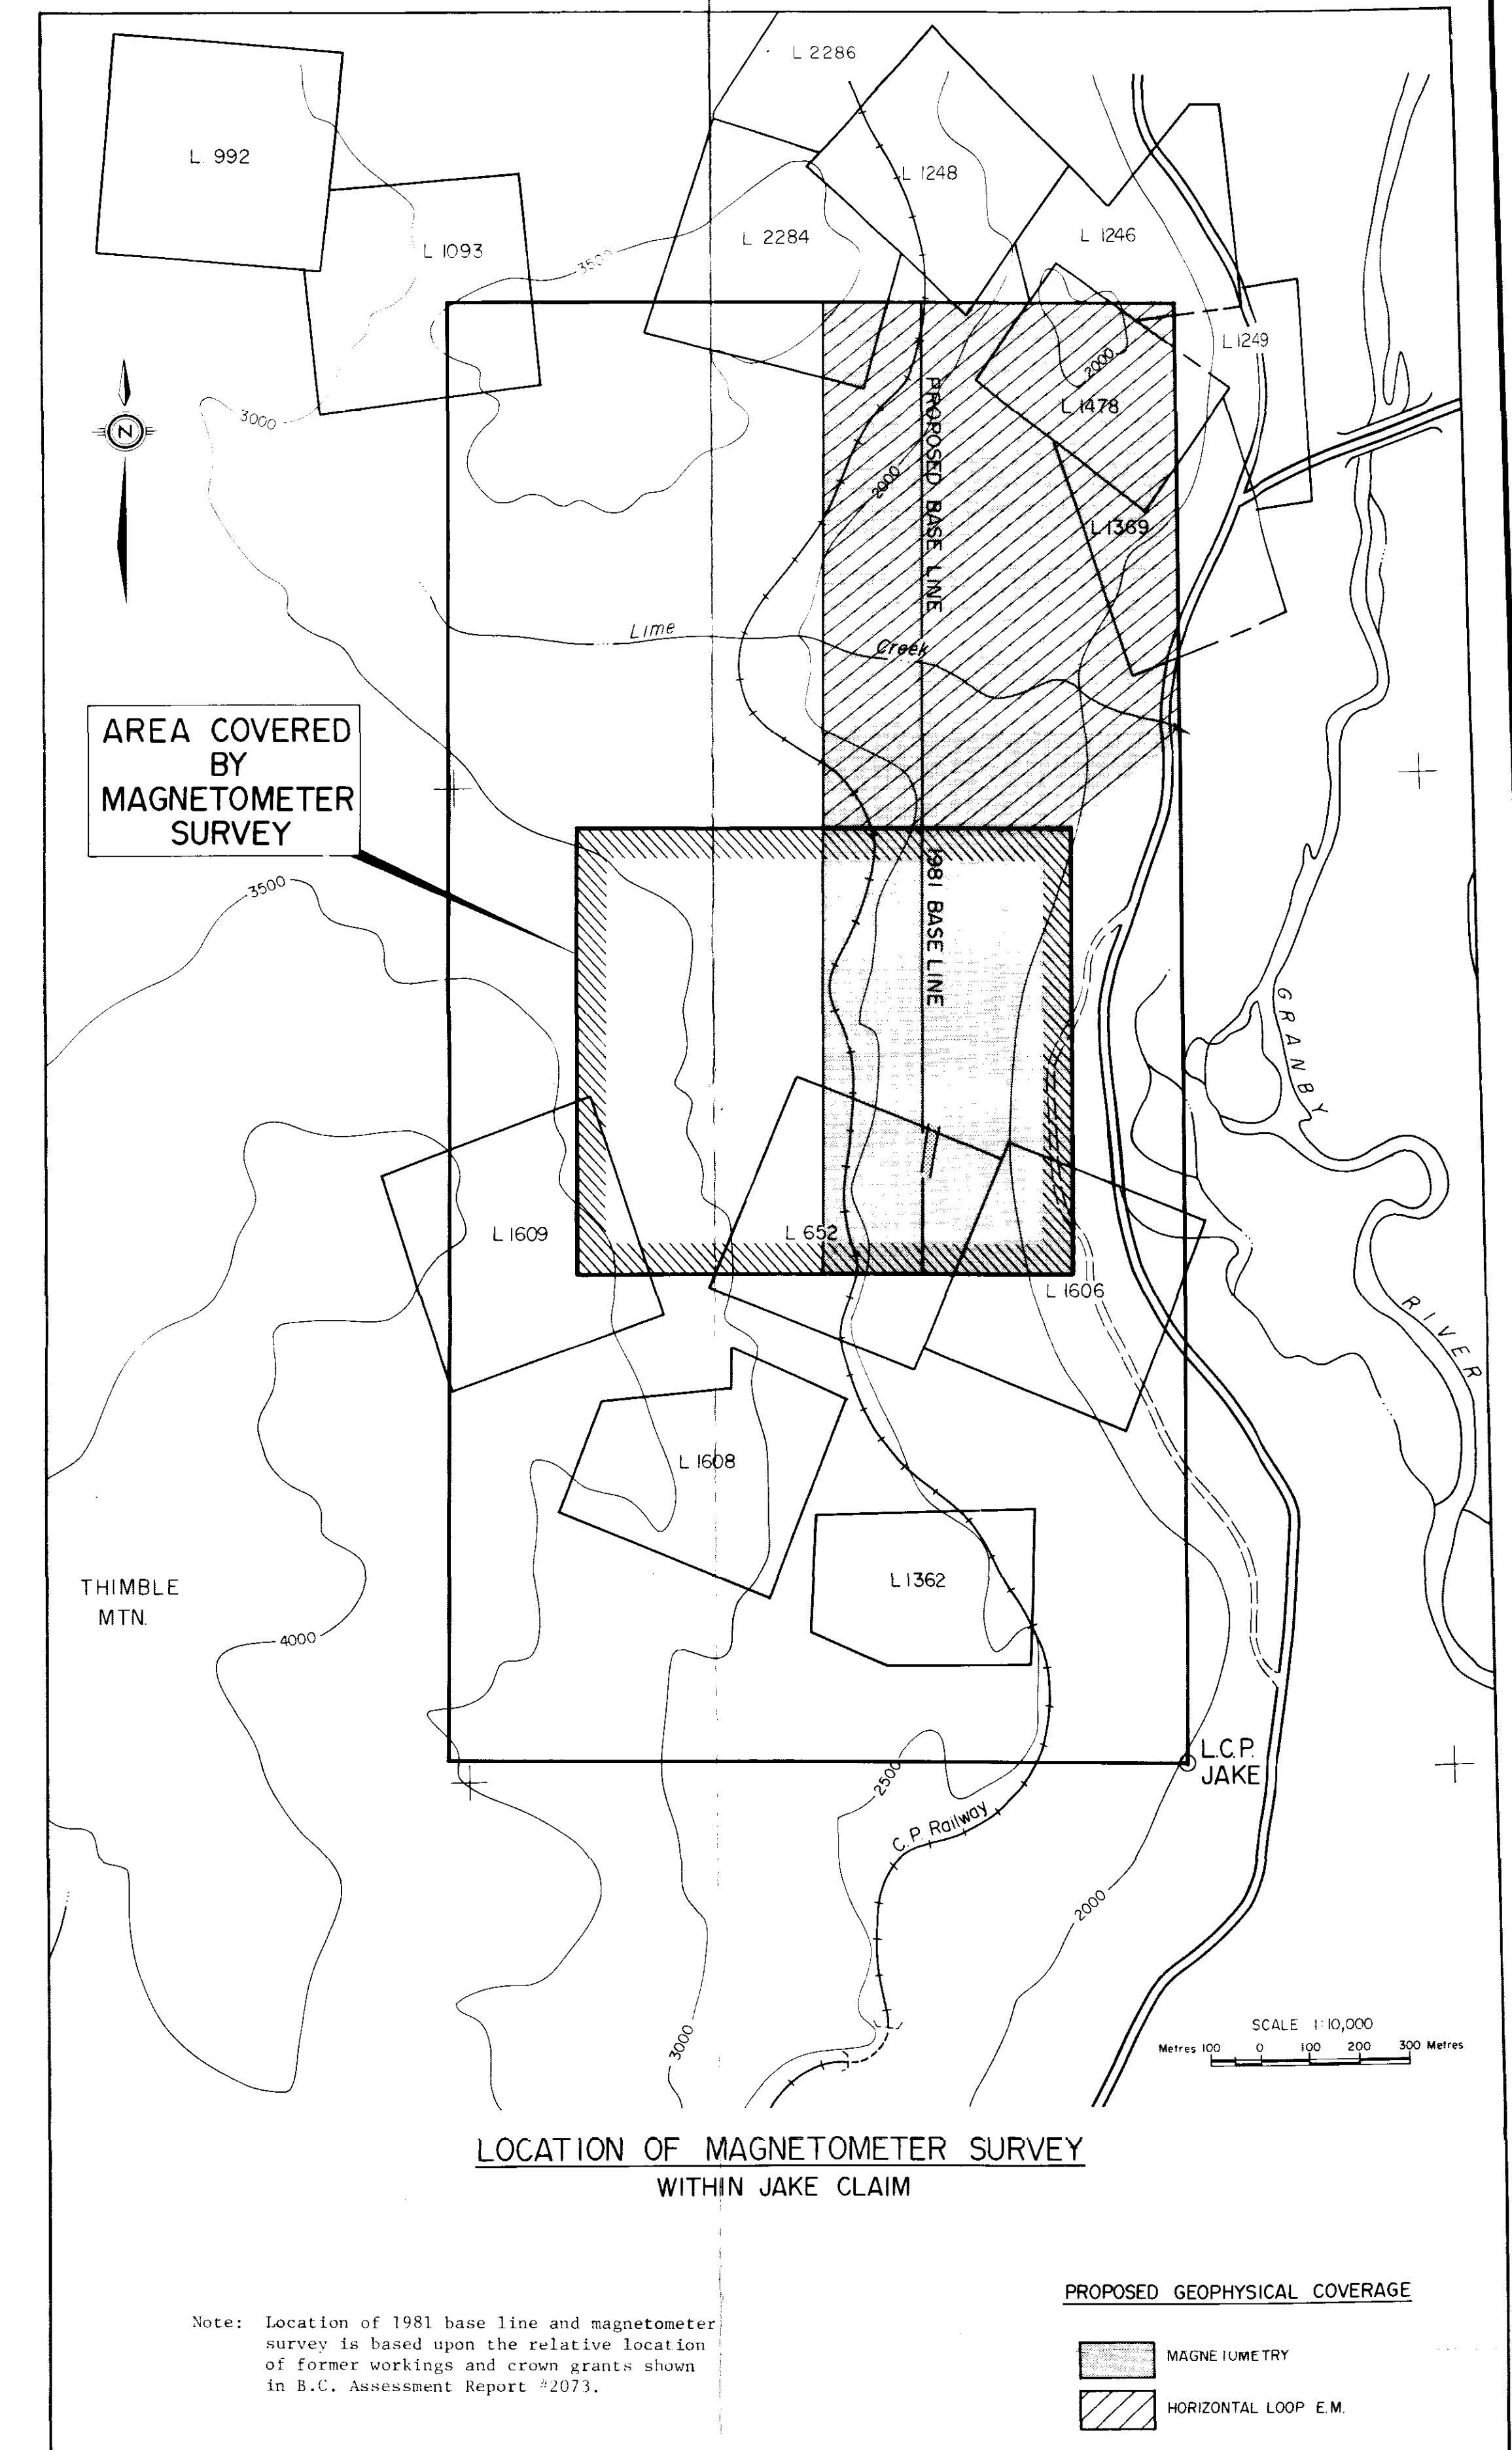 L 2286
L 992
L 1248
L 1093
L 2284
L 1246
3500
L 1249
2000
L 1478
3000
N
PROPOSED BASE LINE
2000
L 1369
Lime
Creek
AREA COVERED
BY
MAGNETOMETER
SURVEY
3500
1981 BASE LINE
GRANBY
L 1609
L 652
L 1606
RIVER
L 1608
L 1362
THIMBLE
MTN.
4000
L.C.P.
JAKE
2500
C.P. Railway
2000
3000
SCALE 1:10,000
Metres 100 0 100 200 300 Metres
LOCATION OF MAGNETOMETER SURVEY
WITHIN JAKE CLAIM
PROPOSED GEOPHYSICAL COVERAGE
Note: Location of 1981 base line and magnetometer
survey is based upon the relative location
of former workings and crown grants shown
in B.C. Assessment Report #2073.
MAGNETOMETRY
HORIZONTAL LOOP E.M.